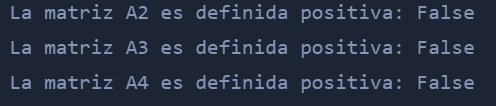 La matriz A2 es definida positiva: False
La matriz A3 es definida positiva: False
La matriz A4 es definida positiva: False